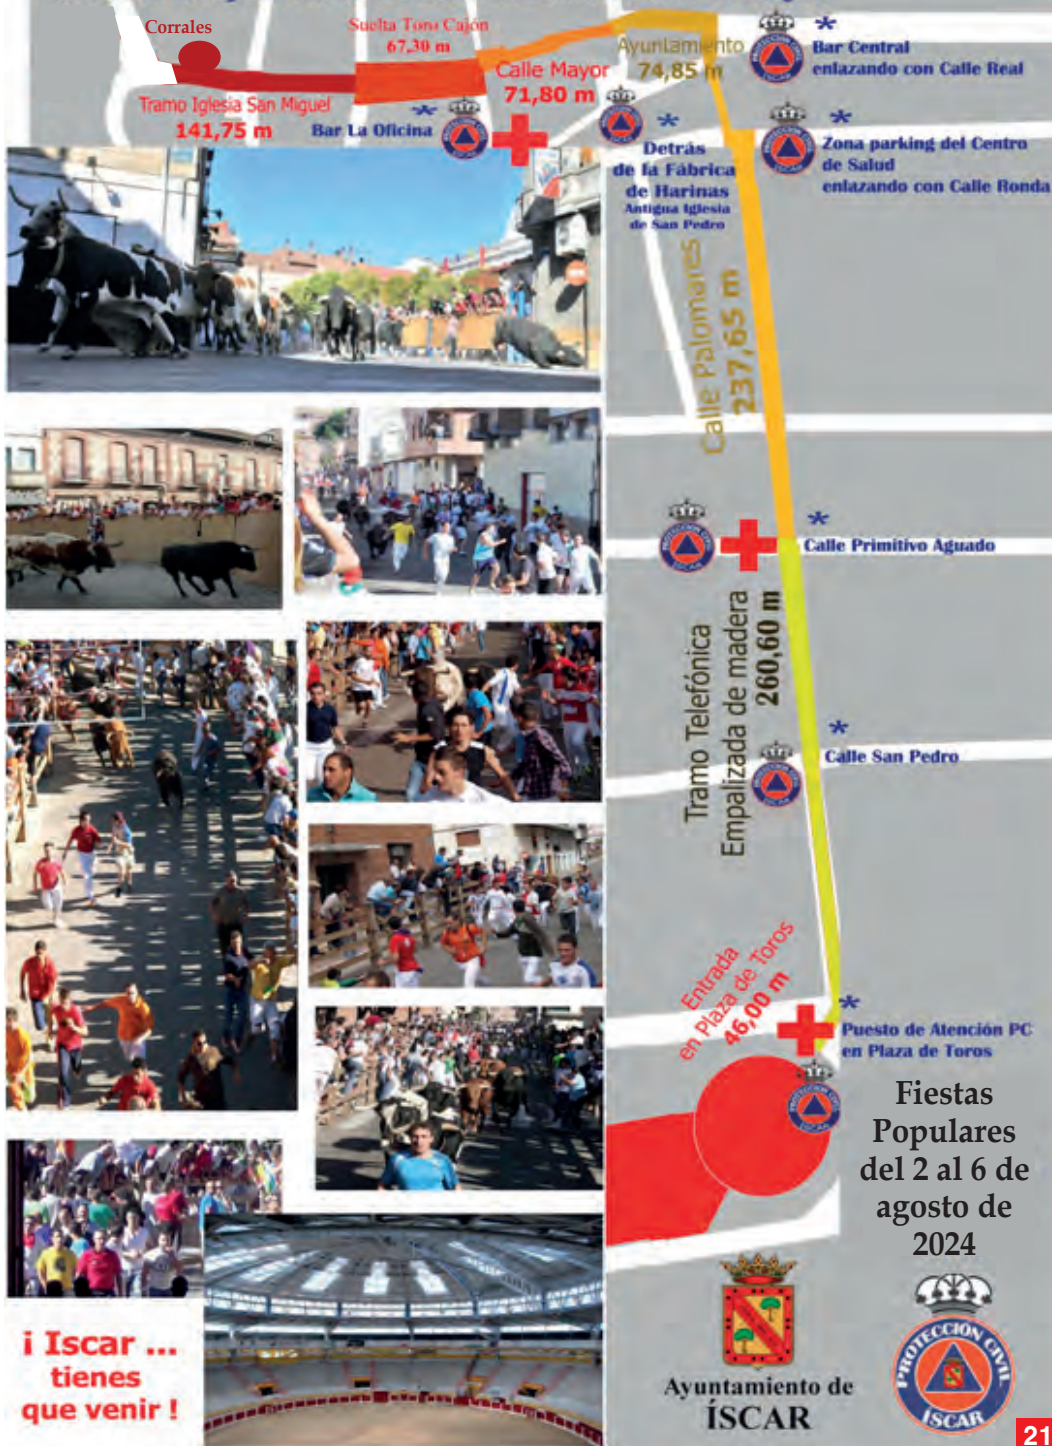 Corrales
Suelta Toro Cajón
67,30 m
Ayuntamiento
74,85 m
Bar Central
enlazando con Calle Real
Tramo Iglesia San Miguel
141,75 m
Bar La Oficina
Calle Mayor
71,80 m
Detrás
de la Fábrica
de Harinas
Antigua Iglesia
de San Pedro
Zona parking del Centro
de Salud
enlazando con Calle Ronda
Calle Palomares
237,65 m
Calle Primitivo Aguado
Tramo Telefónica
Empalizada de madera
260,60 m
Calle San Pedro
Entrada
en Plaza de Toros
46,00 m
Puesto de Atención PC
en Plaza de Toros
Fiestas
Populares
del 2 al 6 de
agosto de
2024
¡ Iscar ...
tienes
que venir !
Ayuntamiento de
ÍSCAR
PROTECCIÓN CIVIL
ÍSCAR
21